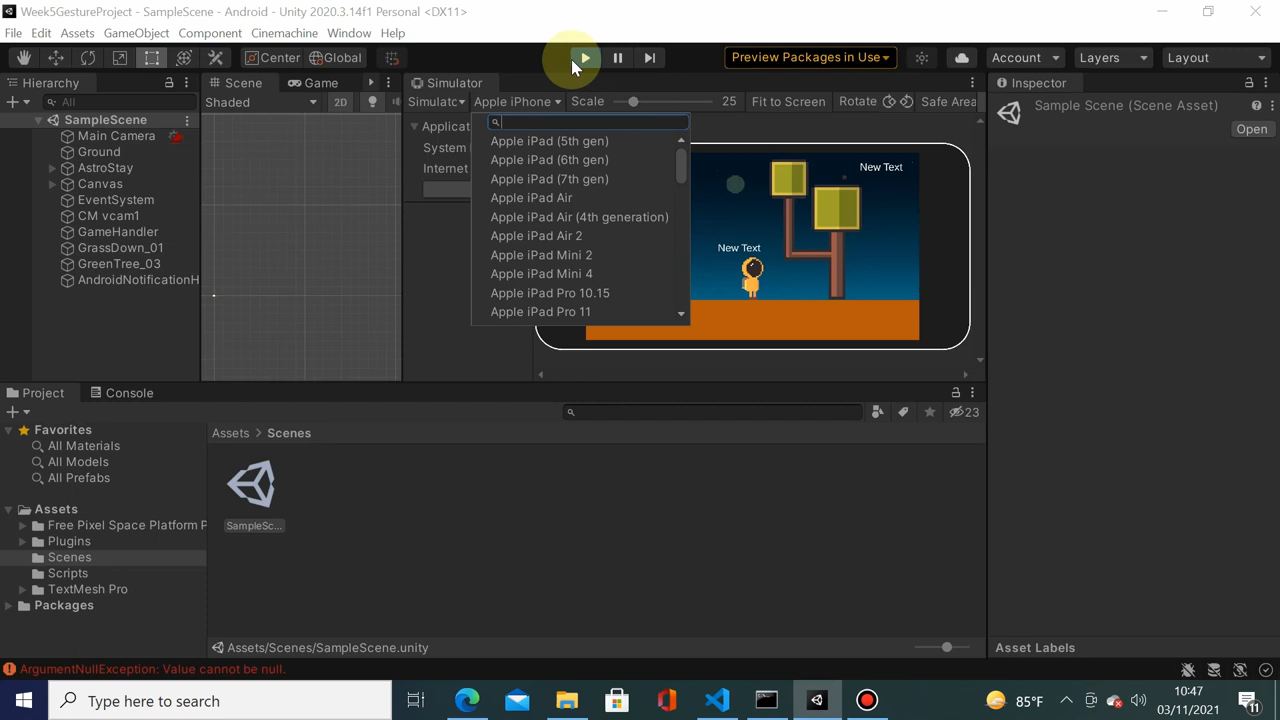 Week5GestureProject - SampleScene - Android - Unity 2020.3.14f1 Personal <DX11>
File Edit Assets GameObject Component Cinemachine Window Help
Center Global Preview Packages in Use Account Layers Layout
Hierarchy
All
SampleScene
Main Camera
Ground
AstroStay
Canvas
EventSystem
CM vcam1
GameHandler
GrassDown_01
GreenTree_03
AndroidNotificationH
Scene Game
Shaded 2D
Simulator
Simulator Apple iPhone Scale 25 Fit to Screen Rotate Safe Area
Applicat
System
Internet
Apple iPad (5th gen)
Apple iPad (6th gen)
Apple iPad (7th gen)
Apple iPad Air
Apple iPad Air (4th generation)
Apple iPad Air 2
Apple iPad Mini 2
Apple iPad Mini 4
Apple iPad Pro 10.15
Apple iPad Pro 11
New Text
New Text
Inspector
Sample Scene (Scene Asset)
Open
Project Console
23
Favorites
All Materials
All Models
All Prefabs
Assets
Free Pixel Space Platform P
Plugins
Scenes
Scripts
TextMesh Pro
Packages
Assets > Scenes
SampleSc...
Assets/Scenes/SampleScene.unity
Asset Labels
ArgumentNullException: Value cannot be null.
Type here to search
85°F
10:47
03/11/2021
11